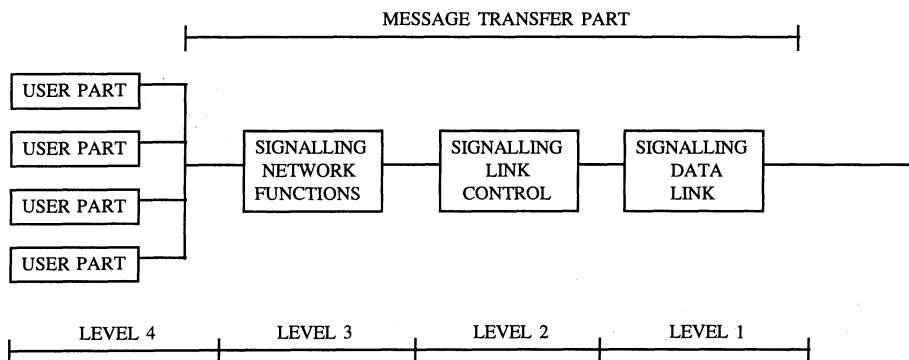 MESSAGE TRANSFER PART
USER PART
USER PART
USER PART
USER PART
SIGNALLING
NETWORK
FUNCTIONS
SIGNALLING
LINK
CONTROL
SIGNALLING
DATA
LINK
LEVEL 4
LEVEL 3
LEVEL 2
LEVEL 1